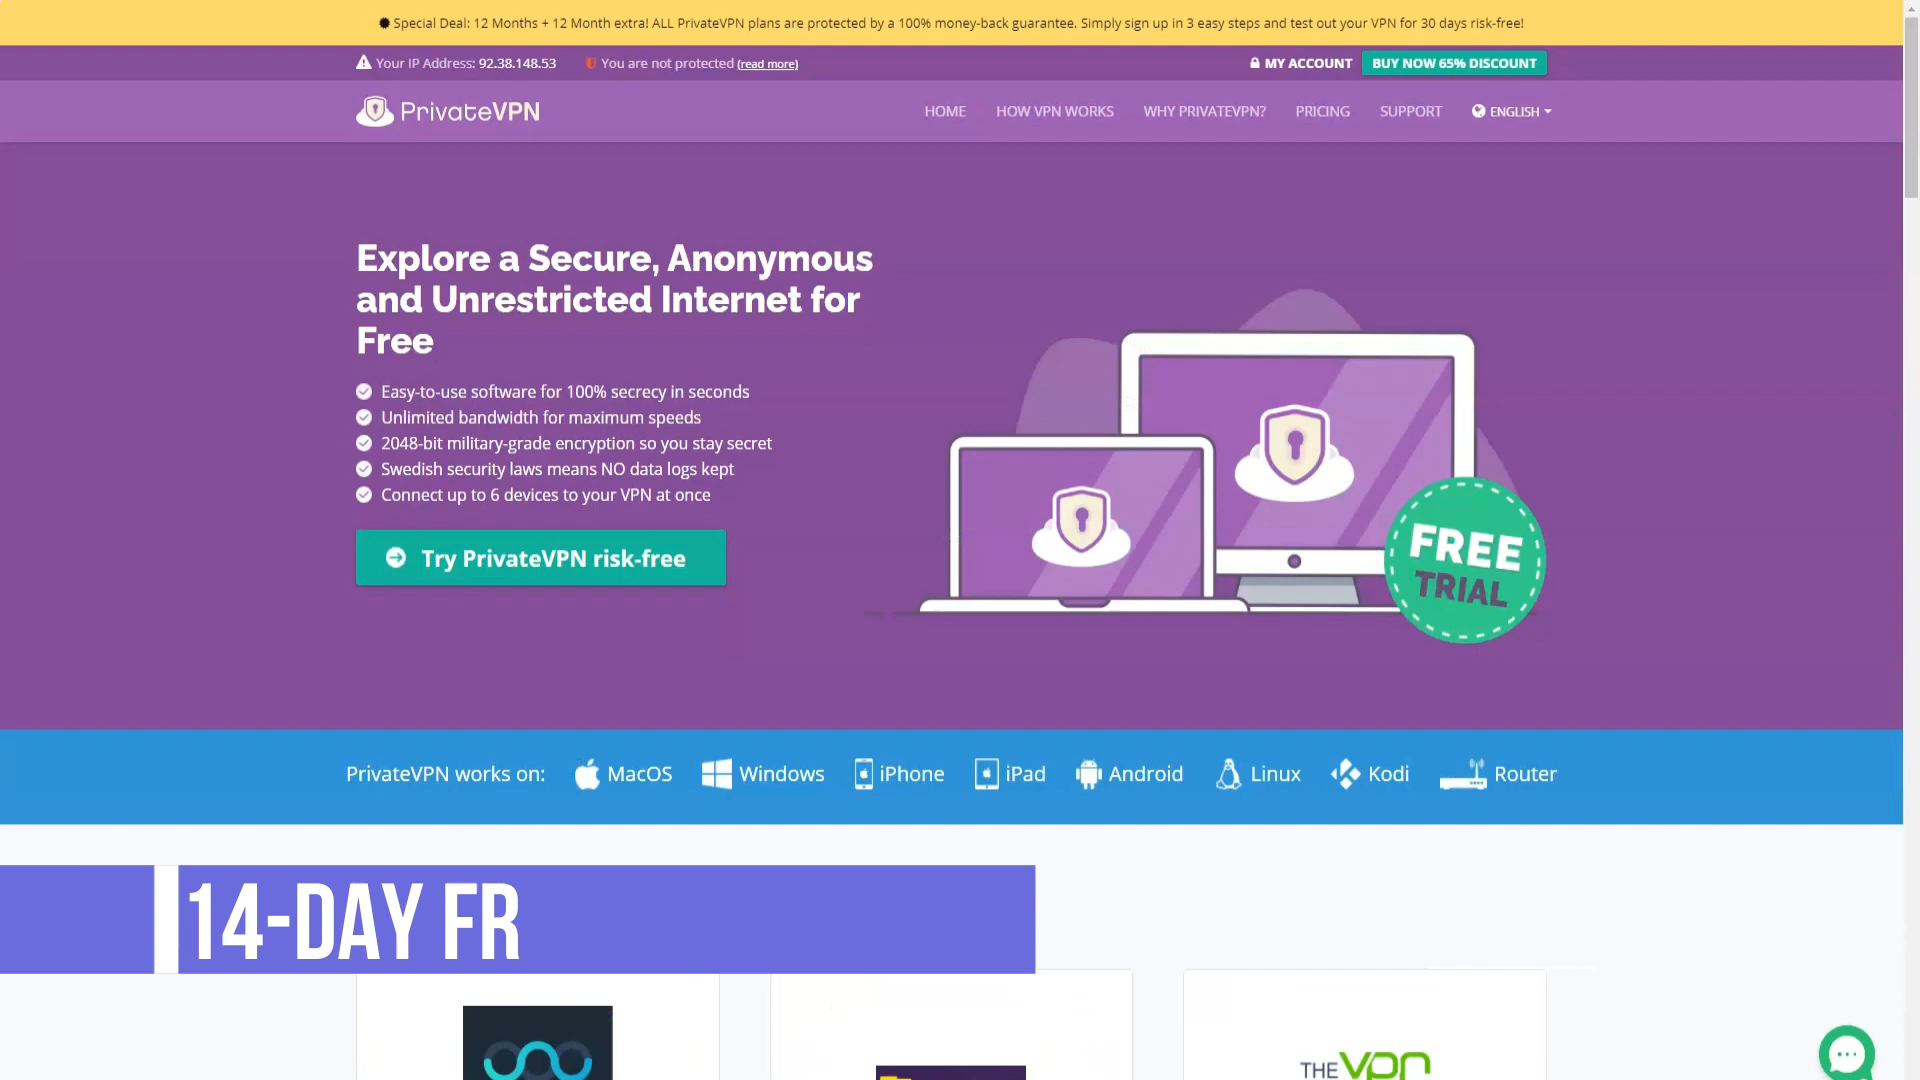 Special Deal: 12 Months + 12 Month extra! ALL PrivateVPN plans are protected by a 100% money-back guarantee. Simply sign up in 3 easy steps and test out your VPN for 30 days risk-free!
Your IP Address: 92.38.148.53 You are not protected (read more) MY ACCOUNT BUY NOW 65% DISCOUNT
PrivateVPN HOME HOW VPN WORKS WHY PRIVATEVPN? PRICING SUPPORT ENGLISH
Explore a Secure, Anonymous
and Unrestricted Internet for
Free
Easy-to-use software for 100% secrecy in seconds
Unlimited bandwidth for maximum speeds
2048-bit military-grade encryption so you stay secret
Swedish security laws means NO data logs kept
Connect up to 6 devices to your VPN at once
Try PrivateVPN risk-free
FREE
TRIAL
PrivateVPN works on: MacOS Windows iPhone iPad Android Linux Kodi Router
14-DAY FR
THE vpn